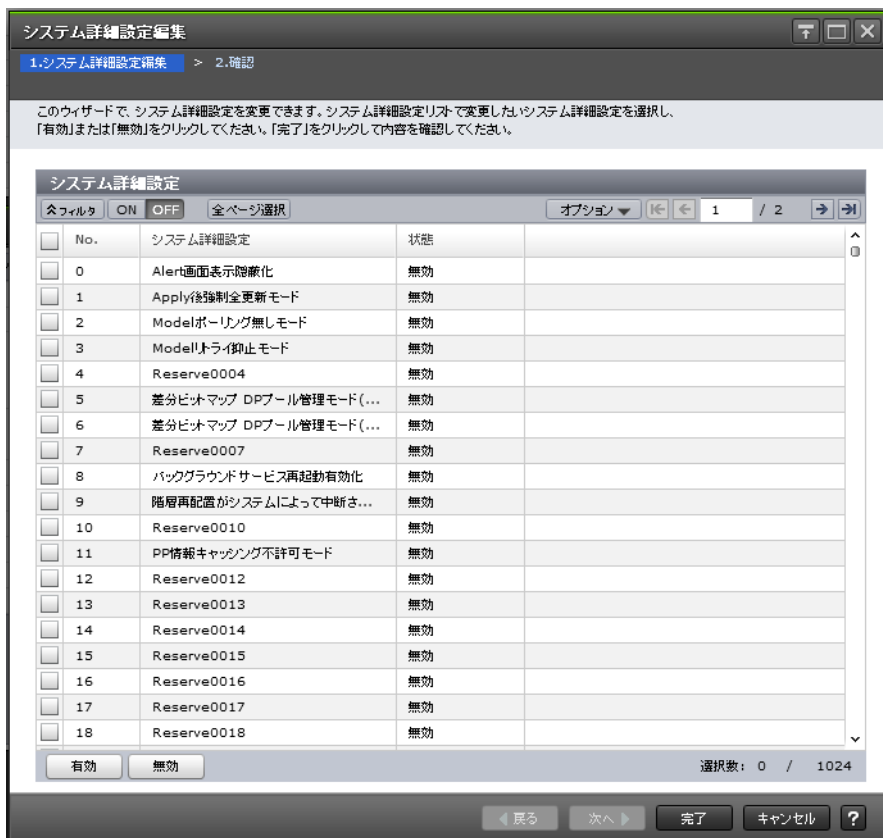 システム詳細設定編集
1.システム詳細設定編集 > 2.確認
このウィザードで、システム詳細設定を変更できます。システム詳細設定リストで変更したいシステム詳細設定を選択し、
「有効」または「無効」をクリックしてください。「完了」をクリックして内容を確認してください。
システム詳細設定
フィルタ ON OFF 全ページ選択 オプション 1 / 2
No. システム詳細設定 状態
0 Alert画面表示隠蔽化 無効
1 Apply後強制全更新モード 無効
2 Modelポーリング無しモード 無効
3 Modelリトライ抑止モード 無効
4 Reserve0004 無効
5 差分ビットマップ DPプール管理モード(... 無効
6 差分ビットマップ DPプール管理モード(... 無効
7 Reserve0007 無効
8 バックグラウンドサービス再起動有効化 無効
9 階層再配置がシステムによって中断さ... 無効
10 Reserve0010 無効
11 PP情報キャッシング不許可モード 無効
12 Reserve0012 無効
13 Reserve0013 無効
14 Reserve0014 無効
15 Reserve0015 無効
16 Reserve0016 無効
17 Reserve0017 無効
18 Reserve0018 無効
有効 無効 選択数: 0 / 1024
戻る 次へ 完了 キャンセル ?